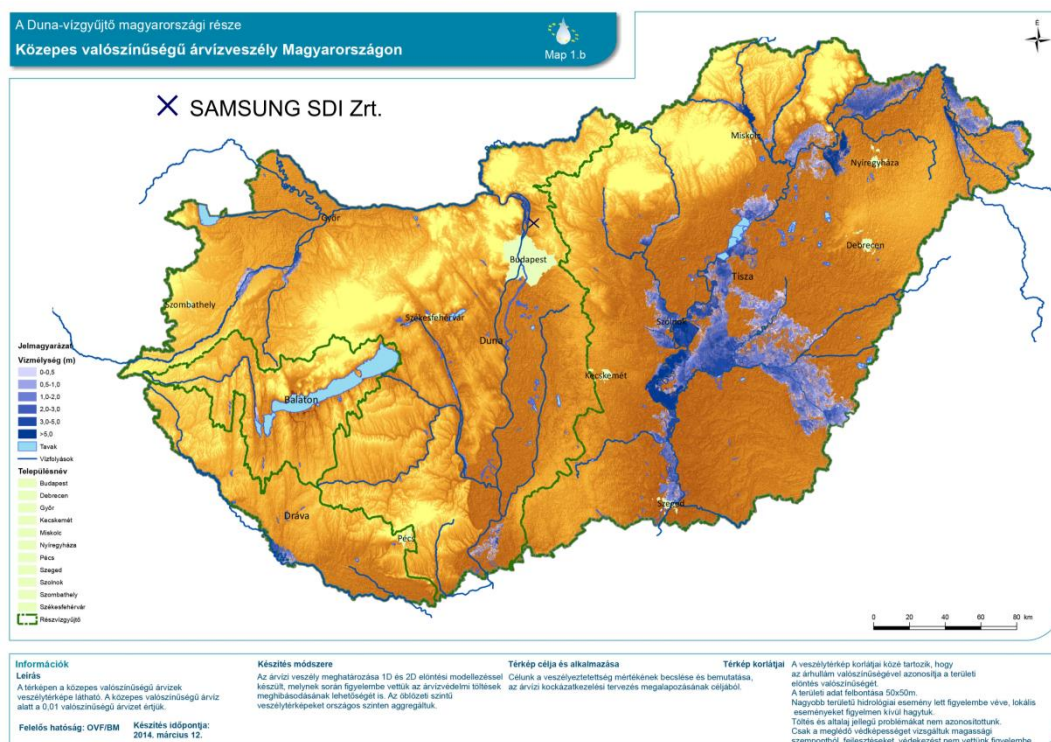 A Duna-vízgyűjtő magyarországi része
Közepes valószínűségű árvízveszély Magyarországon
Map 1.b
É
SAMSUNG SDI Zrt.
Miskolc
Nyíregyháza
Győr
Debrecen
Budapest
Tisza
Szombathely
Székesfehérvár
Szolnok
Duna
Kecskemét
Balaton
Szeged
Dráva
Pécs
Jelmagyarázat
Vízmélység (m)
0-0,5
0,5-1,0
1,0-2,0
2,0-3,0
3,0-5,0
>5,0
Tavak
Vízfolyások
Településnév
Budapest
Debrecen
Győr
Kecskemét
Miskolc
Nyíregyháza
Pécs
Szeged
Szolnok
Szombathely
Székesfehérvár
Részvízgyűjtő
0 20 40 60 80 km
Információk
Leírás
A térképen a közepes valószínűségű árvizek
veszélytérképe látható. A közepes valószínűségű árvíz
alatt a 0,01 valószínűségű árvizet értjük.
Felelős hatóság: OVF/BM
Készítés időpontja:
2014. március 12.
Készítés módszere
Az árvízi veszély meghatározása 1D és 2D elöntési modellezéssel
készült, melynek során figyelembe vettük az árvízvédelmi töltések
meghibásodásának lehetőségét is. Az öblözeti szintű
veszélytérképeket országos szinten aggregáltuk.
Térkép célja és alkalmazása
Célunk a veszélyeztetettség mértékének becslése és bemutatása,
az árvízi kockázatkezelési tervezés megalapozásának céljából.
Térkép korlátjai
A veszélytérkép korlátjai közé tartozik, hogy
az árhullám valószínűségével azonosítja a területi
elöntés valószínűségét.
A területi adat felbontása 50x50m.
Nagyobb területű hidrológiai esemény lett figyelembe véve, lokális
eseményeket figyelmen kívül hagytuk.
Töltés és altalaj jellegű problémákat nem azonosítottunk.
Csak a meglédő védképességet vizsgáltuk magassági
szempontból, fejlesztéseket, védekezést nem vettünk figyelembe.